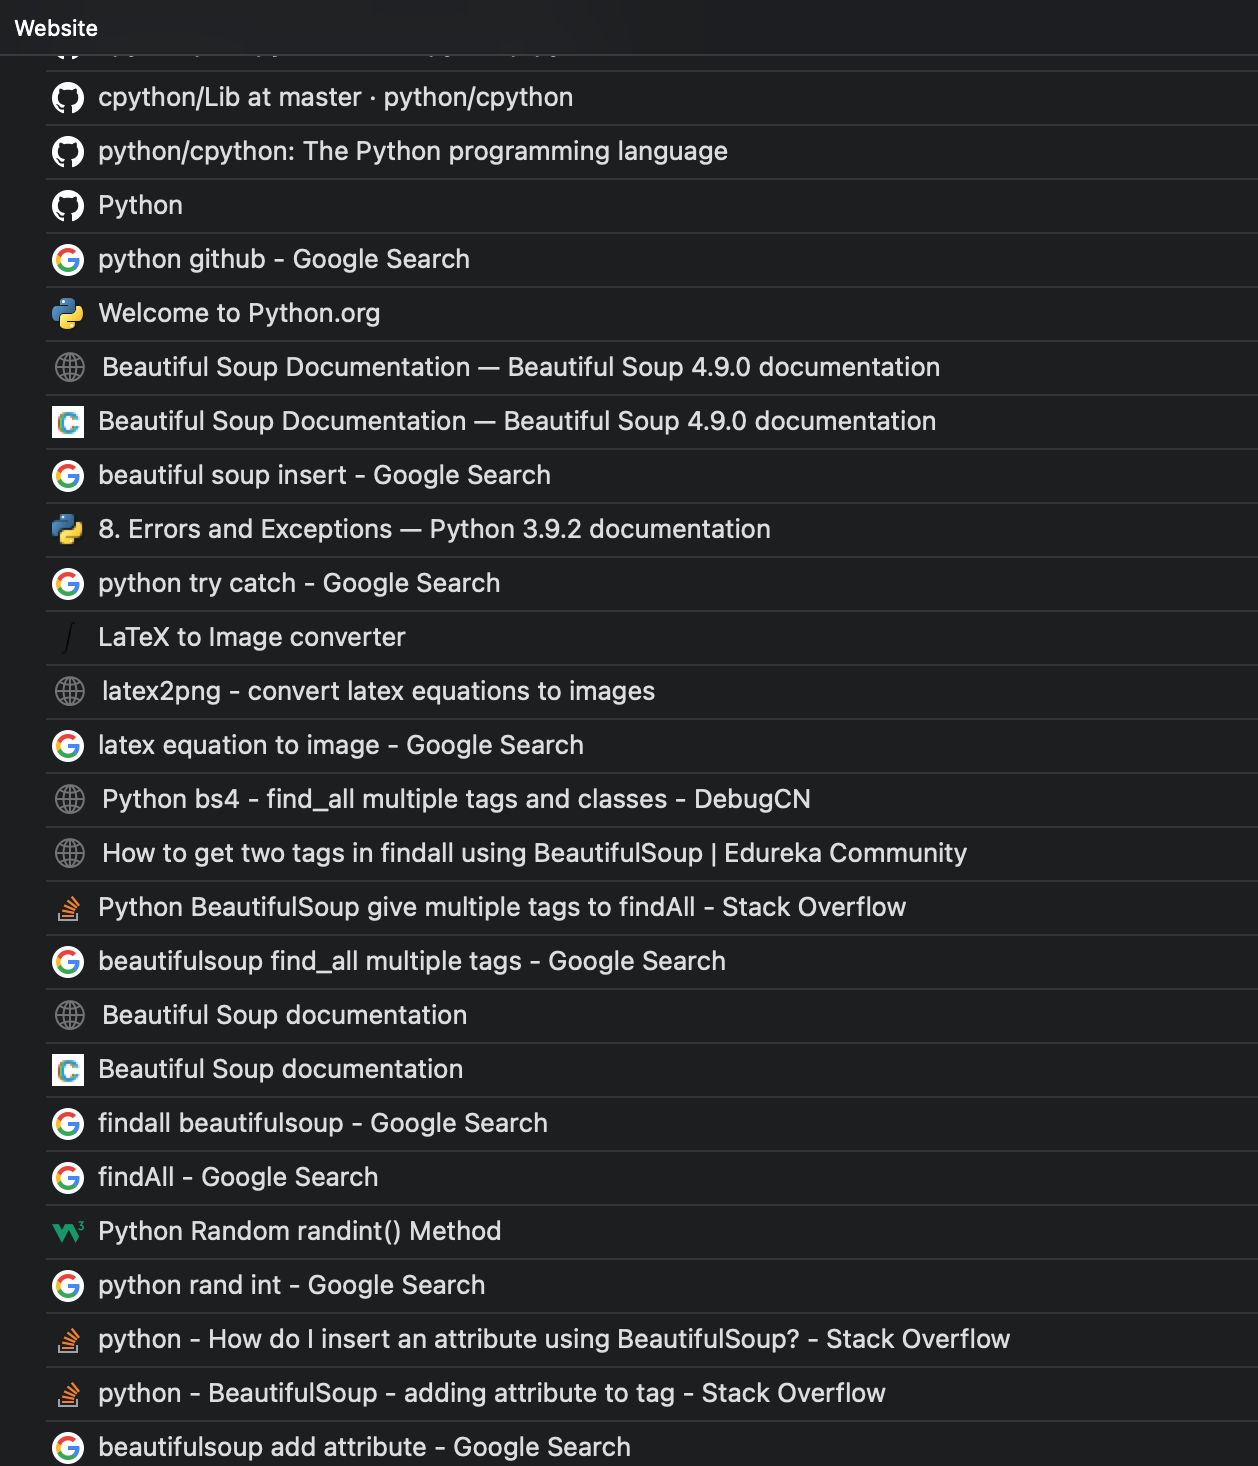 Website
cpython/Lib at master · python/cpython
python/cpython: The Python programming language
Python
python github - Google Search
Welcome to Python.org
Beautiful Soup Documentation — Beautiful Soup 4.9.0 documentation
Beautiful Soup Documentation — Beautiful Soup 4.9.0 documentation
beautiful soup insert - Google Search
8. Errors and Exceptions — Python 3.9.2 documentation
python try catch - Google Search
LaTeX to Image converter
latex2png - convert latex equations to images
latex equation to image - Google Search
Python bs4 - find_all multiple tags and classes - DebugCN
How to get two tags in findall using BeautifulSoup | Edureka Community
Python BeautifulSoup give multiple tags to findAll - Stack Overflow
beautifulsoup find_all multiple tags - Google Search
Beautiful Soup documentation
Beautiful Soup documentation
findall beautifulsoup - Google Search
findAll - Google Search
Python Random randint() Method
python rand int - Google Search
python - How do I insert an attribute using BeautifulSoup? - Stack Overflow
python - BeautifulSoup - adding attribute to tag - Stack Overflow
beautifulsoup add attribute - Google Search